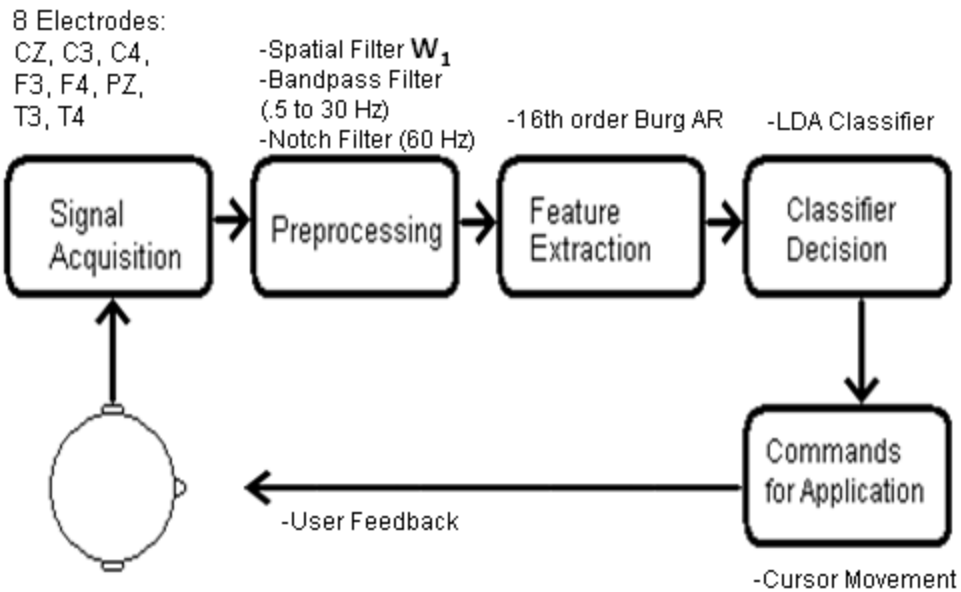 8 Electrodes:
CZ, C3, C4,
F3, F4, PZ,
T3, T4
-Spatial Filter W₁
-Bandpass Filter
(.5 to 30 Hz)
-Notch Filter (60 Hz)
-16th order Burg AR
-LDA Classifier
Signal
Acquisition
Preprocessing
Feature
Extraction
Classifier
Decision
Commands
for Application
-User Feedback
-Cursor Movement